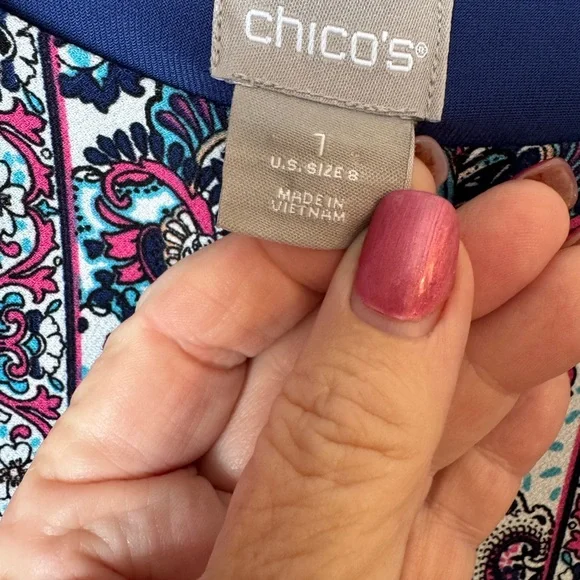 chico's®
1
U.S. SIZE 8
MADE IN
VIETNAM